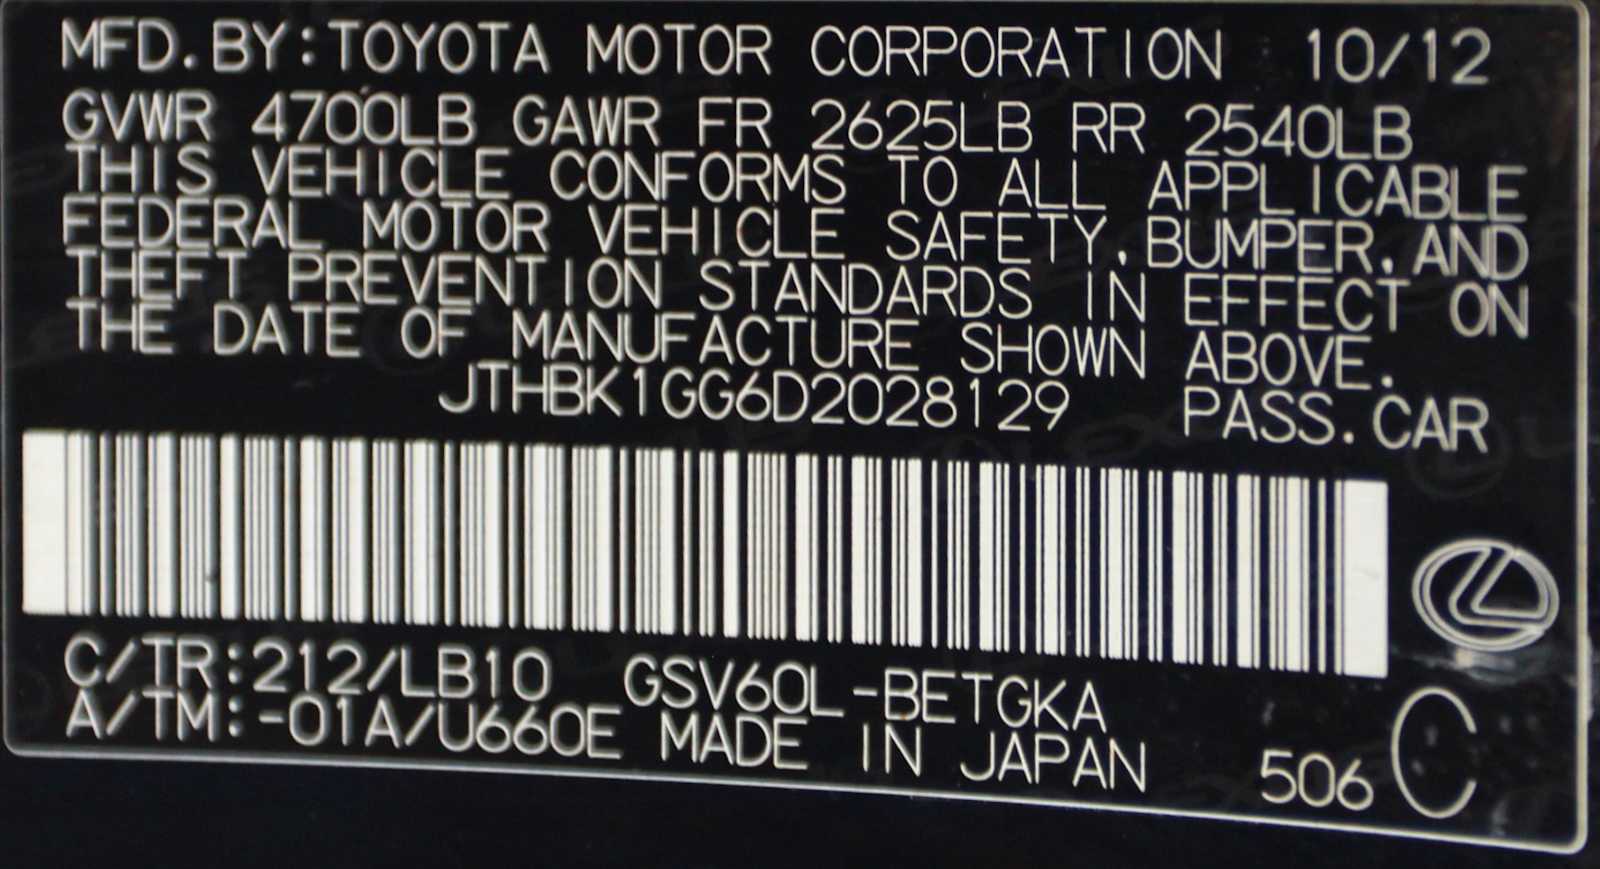 MFD.BY:TOYOTA MOTOR CORPORATION 10/12
GVWR 4700LB GAWR FR 2625LB RR 2540LB
THIS VEHICLE CONFORMS TO ALL APPLICABLE
FEDERAL MOTOR VEHICLE SAFETY,BUMPER,AND
THEFT PREVENTION STANDARDS IN EFFECT ON
THE DATE OF MANUFACTURE SHOWN ABOVE.
JTHBK1GG6D2028129 PASS.CAR
C/TR:212/LB10 GSV60L-BETGKA
A/TM:-01A/U660E MADE IN JAPAN 506 C